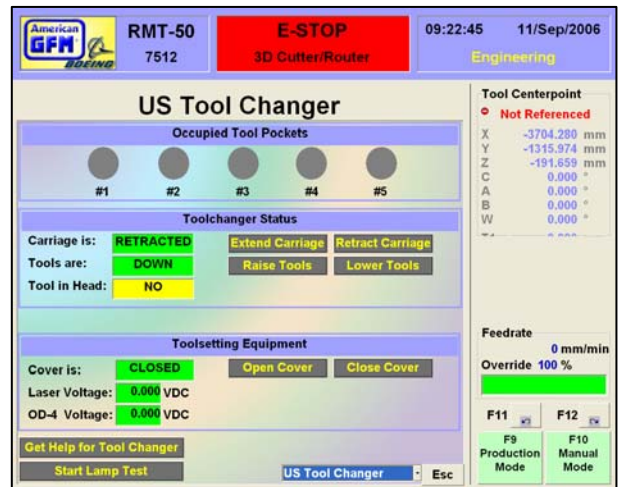 American
GFM
BOEING
RMT-50
7512
E-STOP
3D Cutter/Router
09:22:45 11/Sep/2006
Engineering
US Tool Changer
Occupied Tool Pockets
#1 #2 #3 #4 #5
Toolchanger Status
Carriage is: RETRACTED Extend Carriage Retract Carriage
Tools are: DOWN Raise Tools Lower Tools
Tool in Head: NO
Toolsetting Equipment
Cover is: CLOSED Open Cover Close Cover
Laser Voltage: 0.000 VDC
OD-4 Voltage: 0.000 VDC
Get Help for Tool Changer
Start Lamp Test
US Tool Changer
Esc
Tool Centerpoint
Not Referenced
X -3704.280 mm
Y -1315.974 mm
Z -191.659 mm
C 0.000 °
A 0.000 °
B 0.000 °
W 0.000 °
Feedrate
0 mm/min
Override 100 %
F11 F12
F9 Production Mode
F10 Manual Mode